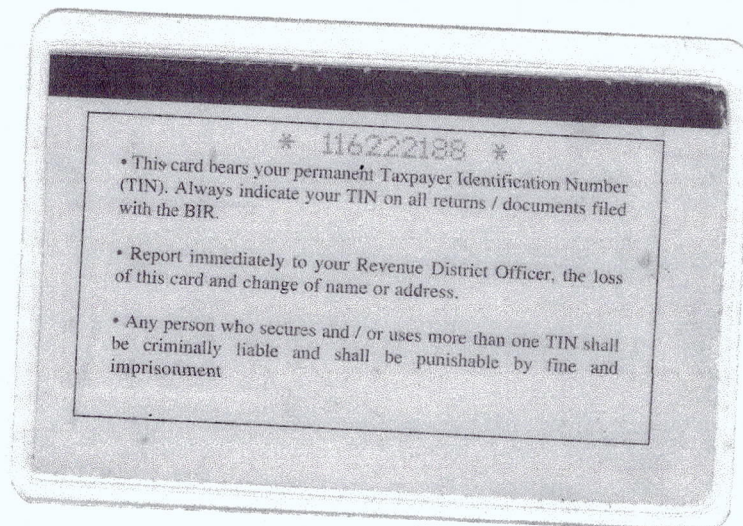 * 116222188 *
• This card bears your permanent Taxpayer Identification Number
(TIN). Always indicate your TIN on all returns / documents filed
with the BIR.
• Report immediately to your Revenue District Officer, the loss
of this card and change of name or address.
• Any person who secures and / or uses more than one TIN shall
be criminally liable and shall be punishable by fine and
imprisonment